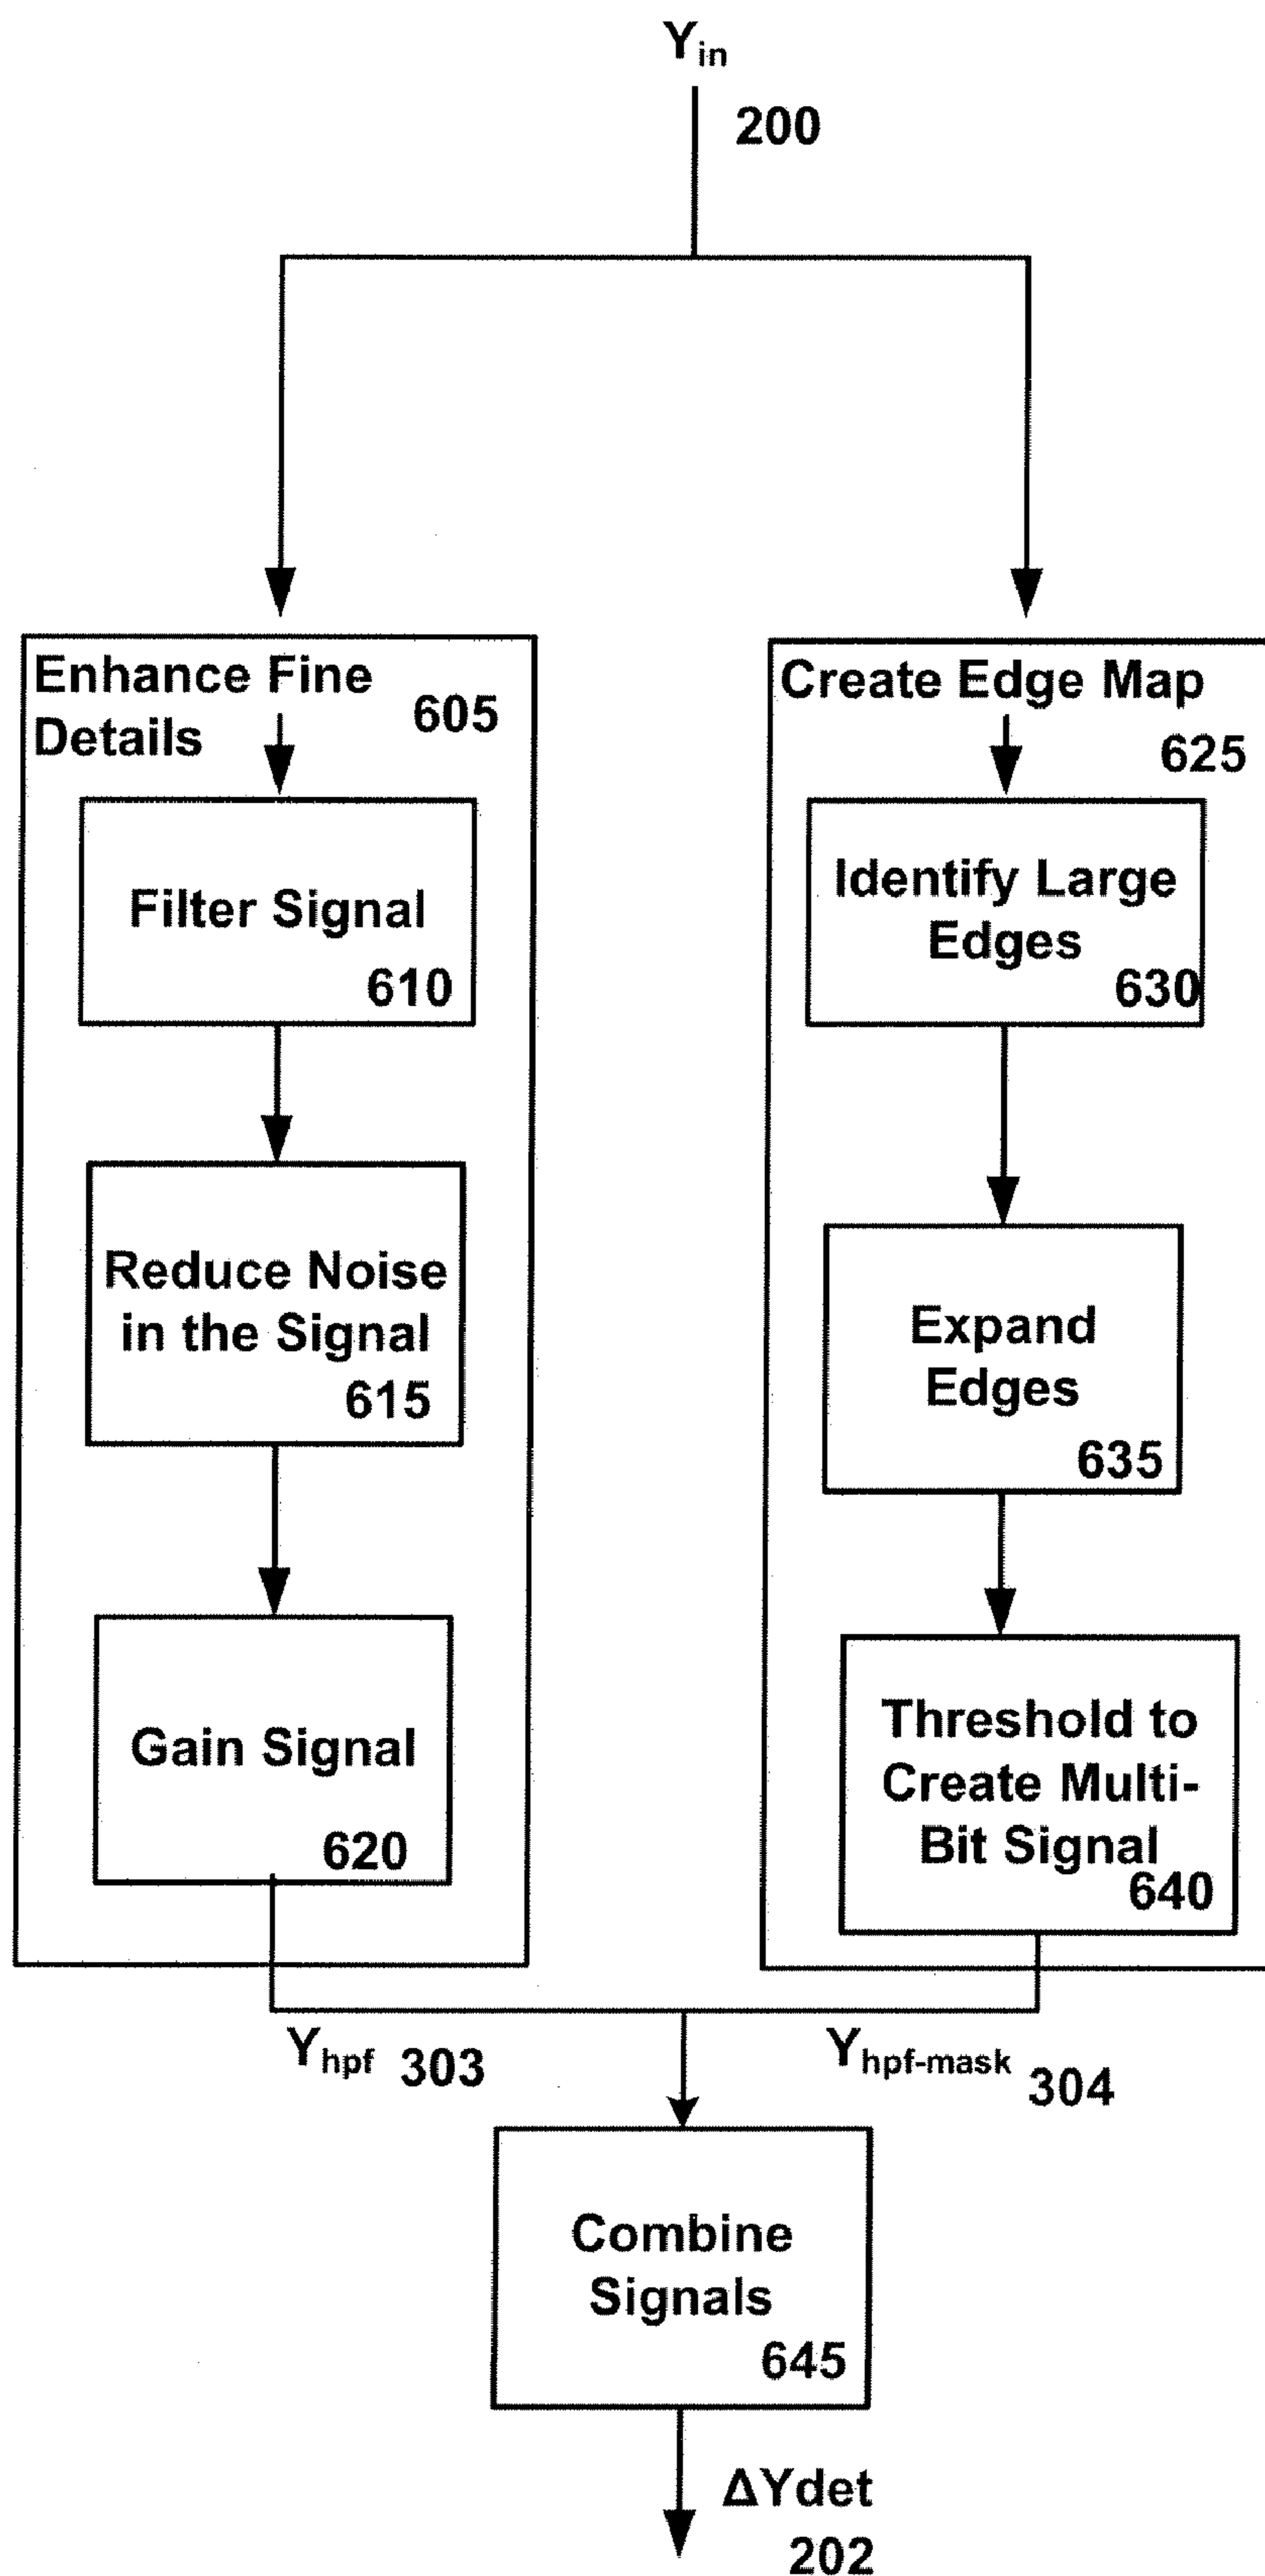 Yin
200
Enhance Fine
Details
605
Filter Signal
610
Reduce Noise
in the Signal
615
Gain Signal
620
Create Edge Map
625
Identify Large
Edges
630
Expand
Edges
635
Threshold to
Create Multi-
Bit Signal
640
Yhpf 303
Yhpf-mask 304
Combine
Signals
645
ΔYdet
202